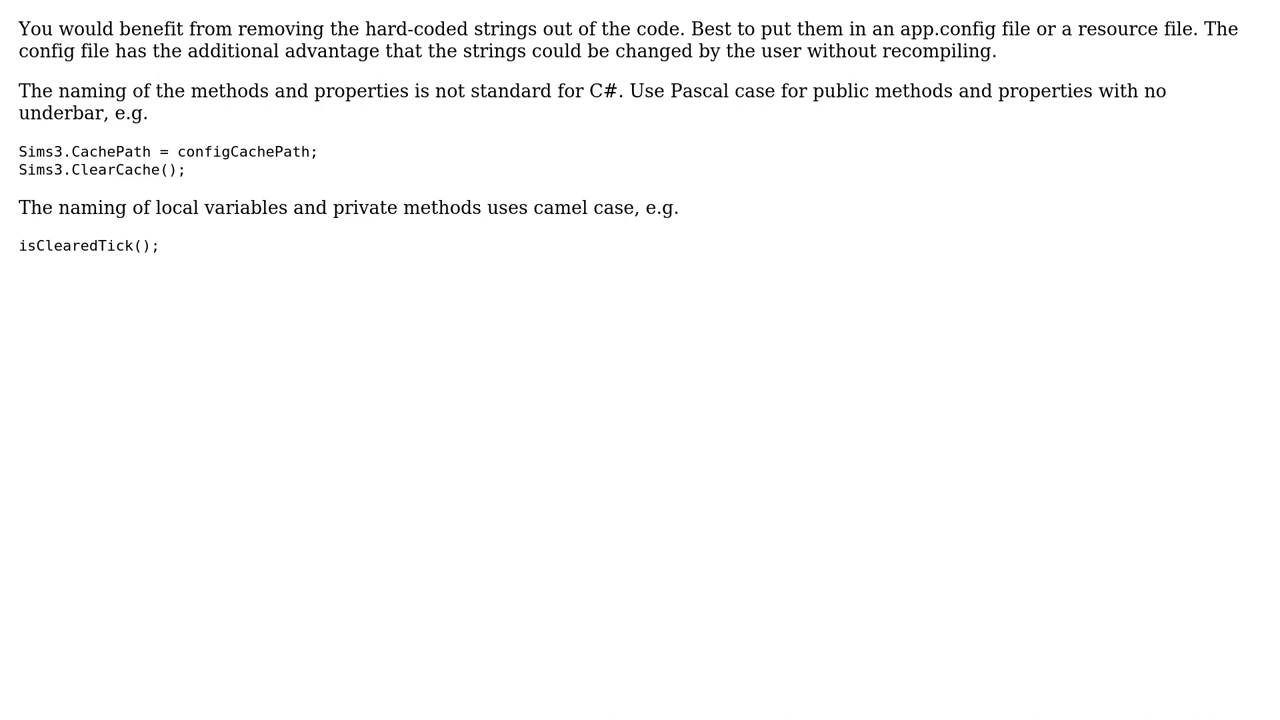 You would benefit from removing the hard-coded strings out of the code. Best to put them in an app.config file or a resource file. The
config file has the additional advantage that the strings could be changed by the user without recompiling.
The naming of the methods and properties is not standard for C#. Use Pascal case for public methods and properties with no
underbar, e.g.
Sims3.CachePath = configCachePath;
Sims3.ClearCache();
The naming of local variables and private methods uses camel case, e.g.
isClearedTick();